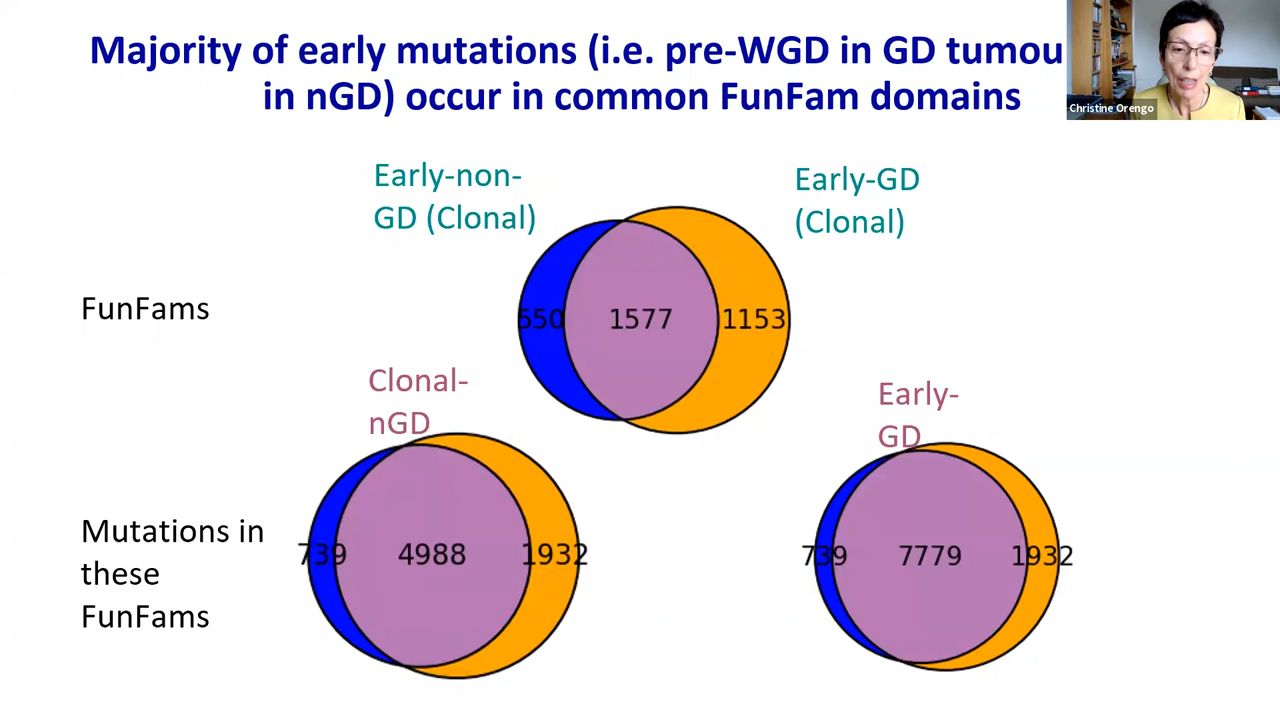 Majority of early mutations (i.e. pre-WGD in GD tumou
in nGD) occur in common FunFam domains
Christine Orengo
Early-non-
GD (Clonal)
Early-GD
(Clonal)
FunFams
550
1577
1153
Clonal-
nGD
Early-
GD
Mutations in
these
FunFams
739
4988
1932
739
7779
1932